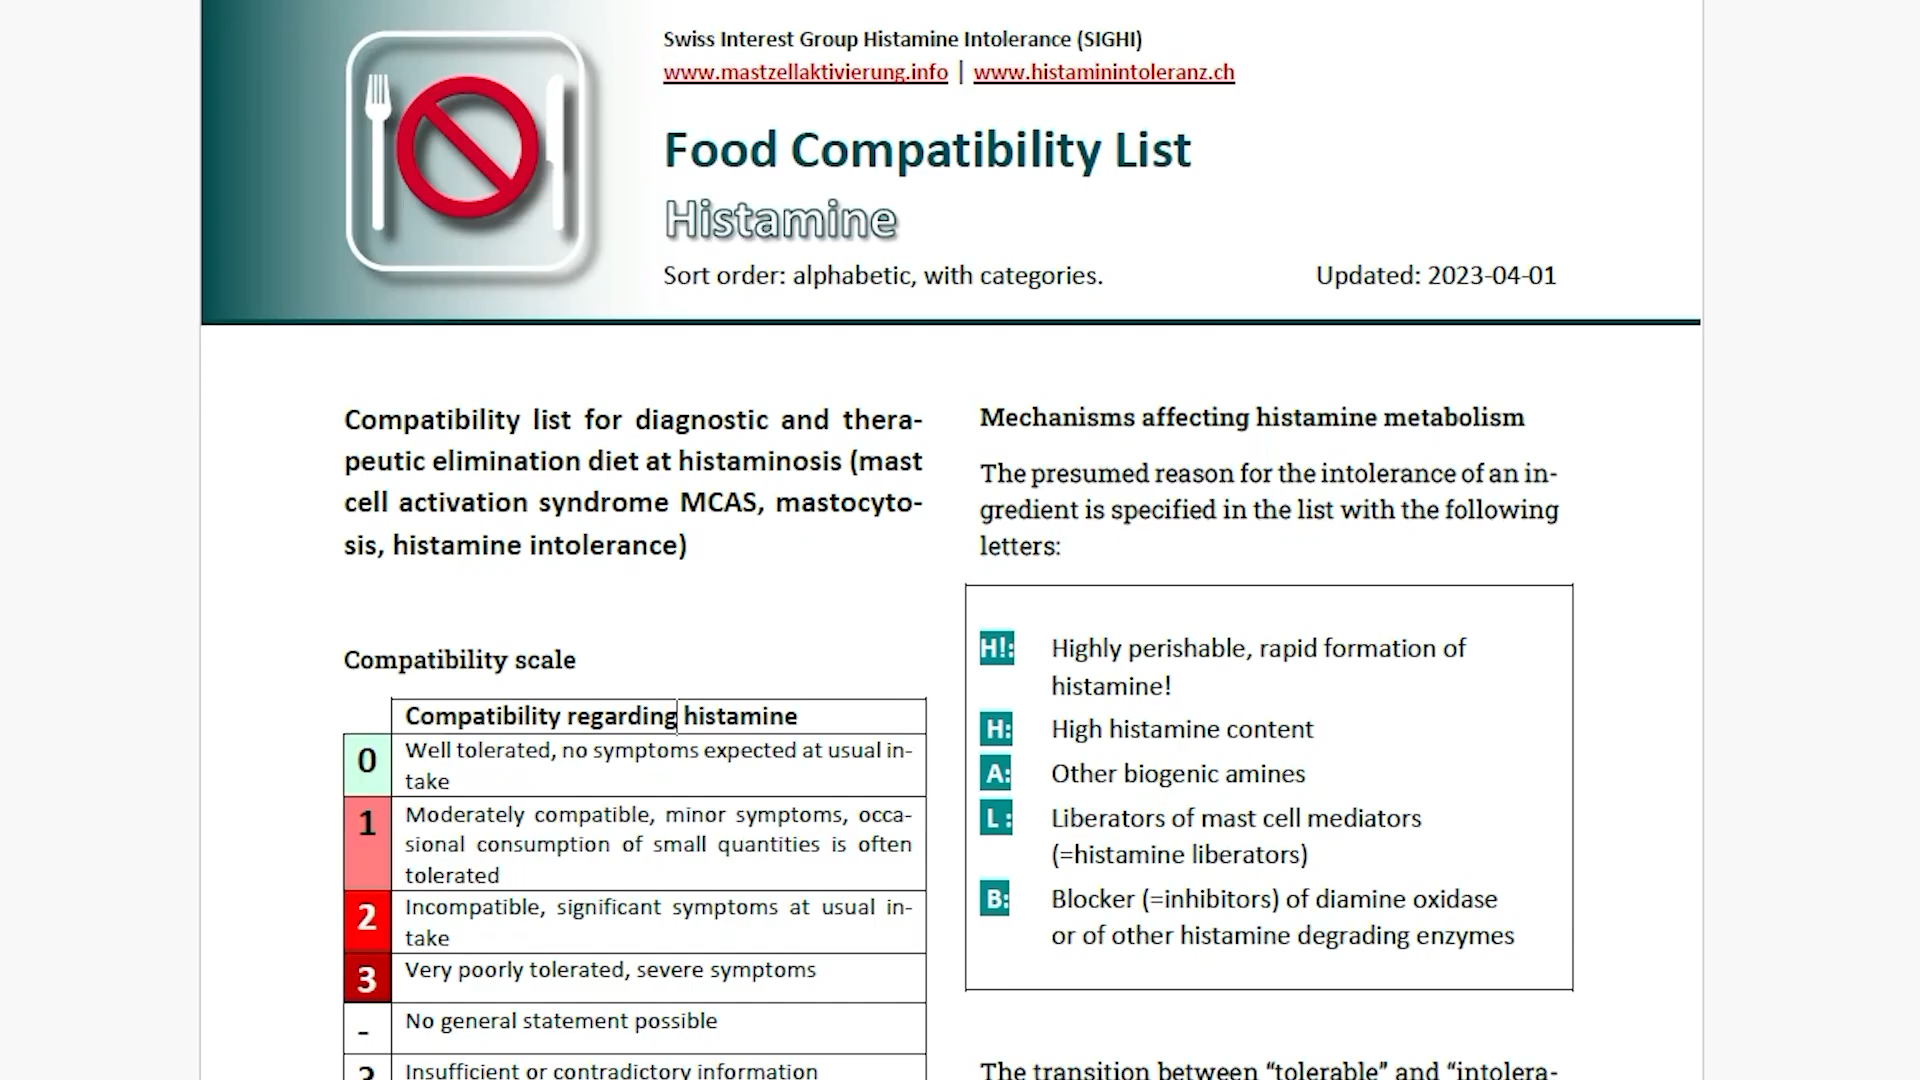 Swiss Interest Group Histamine Intolerance (SIGHI)
www.mastzellaktivierung.info | www.histaminintoleranz.ch
Food Compatibility List
Histamine
Sort order: alphabetic, with categories. Updated: 2023-04-01
Compatibility list for diagnostic and thera-
peutic elimination diet at histaminosis (mast
cell activation syndrome MCAS, mastocyto-
sis, histamine intolerance)
Compatibility scale
Compatibility regarding histamine
0 Well tolerated, no symptoms expected at usual in-
take
1 Moderately compatible, minor symptoms, occa-
sional consumption of small quantities is often
tolerated
2 Incompatible, significant symptoms at usual in-
take
3 Very poorly tolerated, severe symptoms
- No general statement possible
? Insufficient or contradictory information
Mechanisms affecting histamine metabolism
The presumed reason for the intolerance of an in-
gredient is specified in the list with the following
letters:
H!: Highly perishable, rapid formation of
histamine!
H: High histamine content
A: Other biogenic amines
L : Liberators of mast cell mediators
(=histamine liberators)
B: Blocker (=inhibitors) of diamine oxidase
or of other histamine degrading enzymes
The transition between “tolerable” and “intolera-